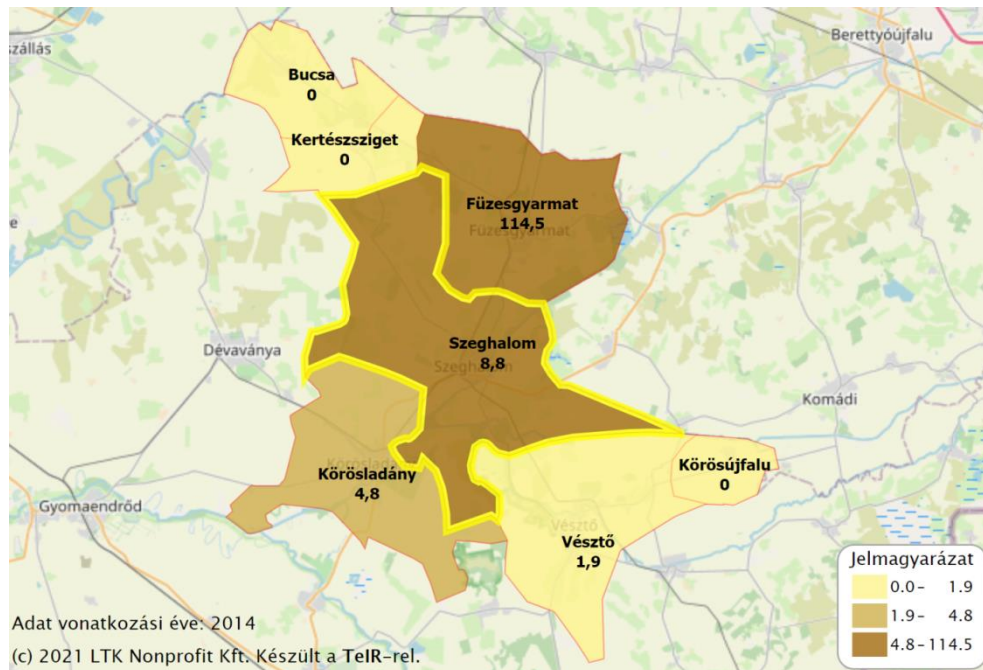 szállás
Berettyóújfalu
Bucsa
0
Kertészsziget
0
Füzesgyarmat
114,5
Füzesgyarmat
e
Szeghalom
8,8
Szeghalom
Dévaványa
Komádi
Körösladány
Körösladány
4,8
Körösújfalu
0
Gyomaendrőd
Vésztő
Vésztő
1,9
Jelmagyarázat
0.0- 1.9
1.9- 4.8
4.8-114.5
Adat vonatkozási éve: 2014
(c) 2021 LTK Nonprofit Kft. Készült a TeIR-rel.